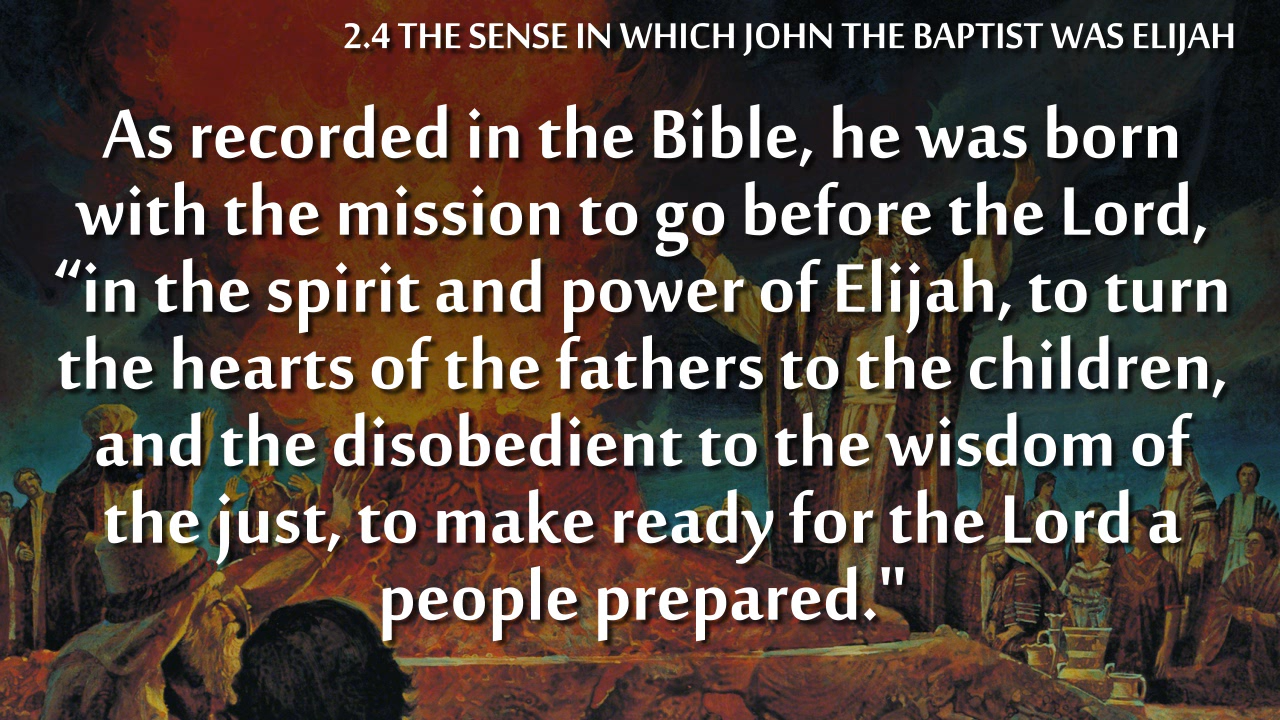 2.4 THE SENSE IN WHICH JOHN THE BAPTIST WAS ELIJAH
As recorded in the Bible, he was born
with the mission to go before the Lord,
“in the spirit and power of Elijah, to turn
the hearts of the fathers to the children,
and the disobedient to the wisdom of
the just, to make ready for the Lord a
people prepared."